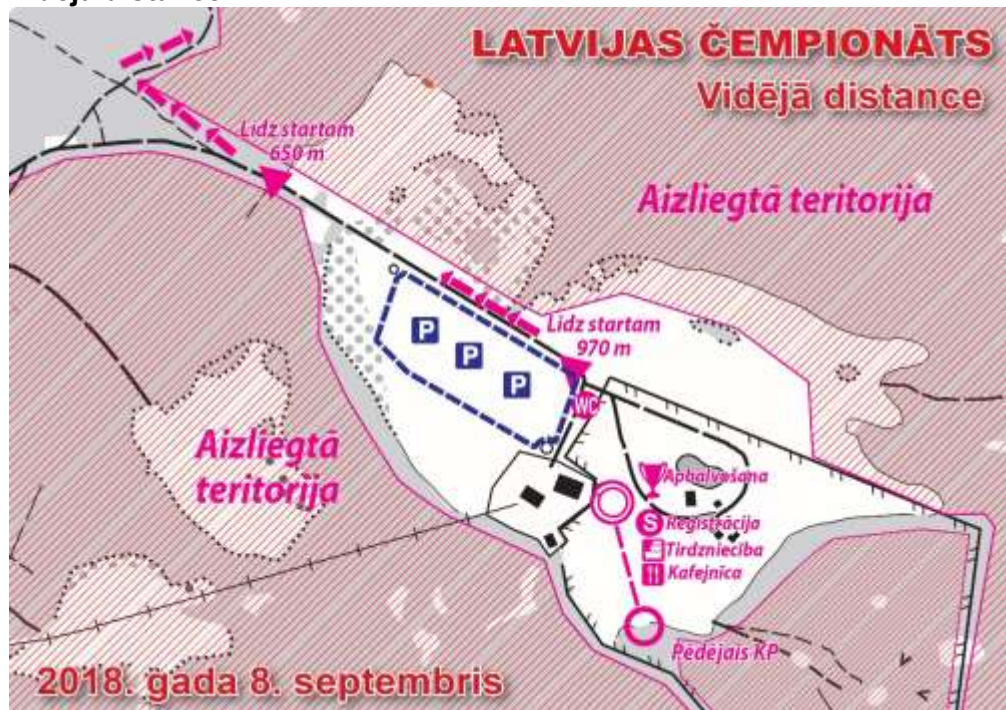 LATVIJAS ČEMPIONĀTS
Vidējā distance
Līdz startam
650 m
Aizliegtā teritorija
Līdz startam
970 m
P
P
P
WC
Aizliegtā
teritorija
Apbalvošana
S Reģistrācija
Tirdzniecība
Kafejnīca
Pēdējais KP
2018. gada 8. septembris